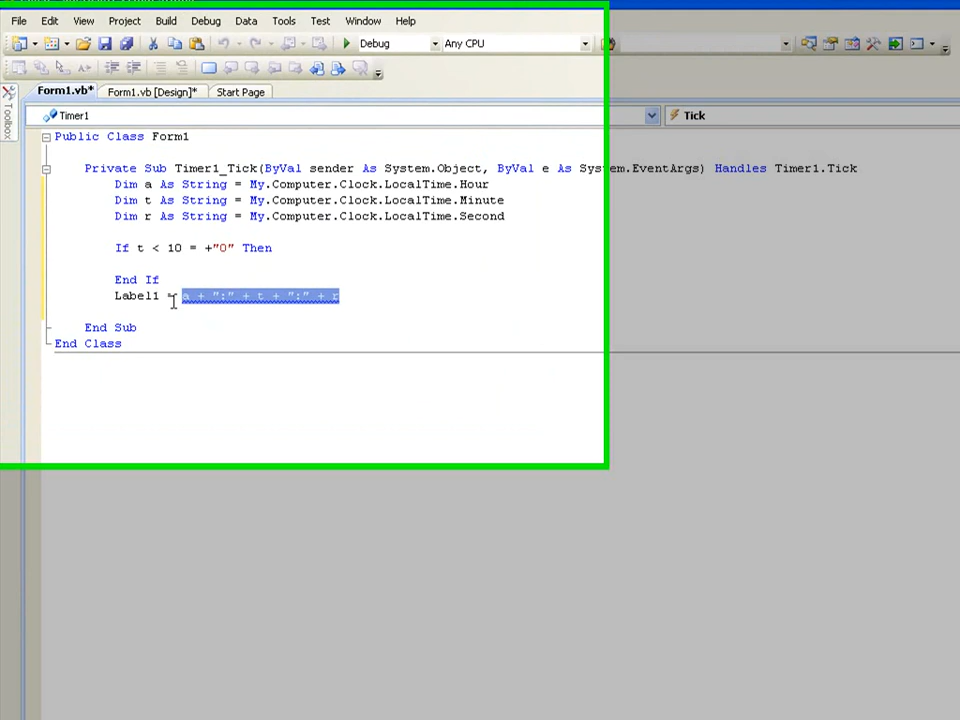 File Edit View Project Build Debug Data Tools Test Window Help
Debug Any CPU
Form1.vb* Form1.vb [Design]* Start Page
Toolbox
Timer1 Tick
Public Class Form1
Private Sub Timer1_Tick(ByVal sender As System.Object, ByVal e As System.EventArgs) Handles Timer1.Tick
Dim a As String = My.Computer.Clock.LocalTime.Hour
Dim t As String = My.Computer.Clock.LocalTime.Minute
Dim r As String = My.Computer.Clock.LocalTime.Second
If t < 10 = +"0" Then
End If
Label1 = a + ":" + t + ":" + r
End Sub
End Class